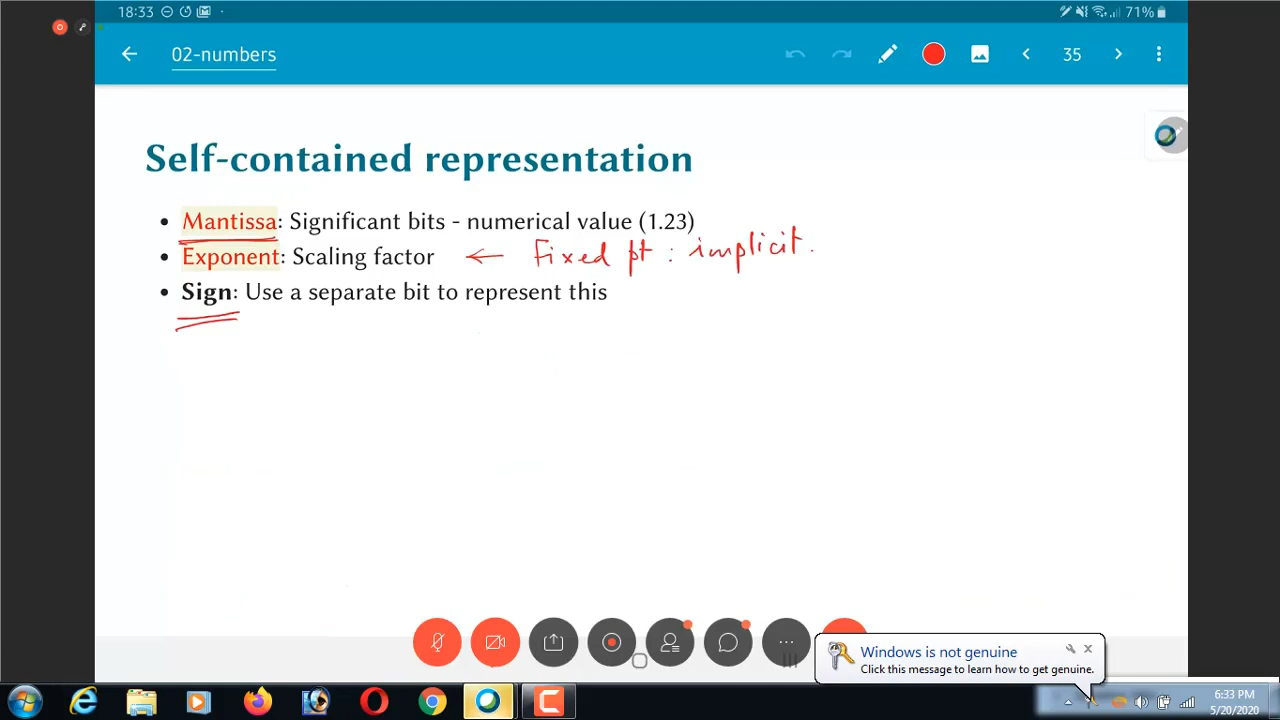 18:33
71%
02-numbers
35
Self-contained representation
• Mantissa: Significant bits - numerical value (1.23)
• Exponent: Scaling factor ← fixed pt : implicit.
• Sign: Use a separate bit to represent this
Windows is not genuine
Click this message to learn how to get genuine.
6:33 PM
5/20/2020